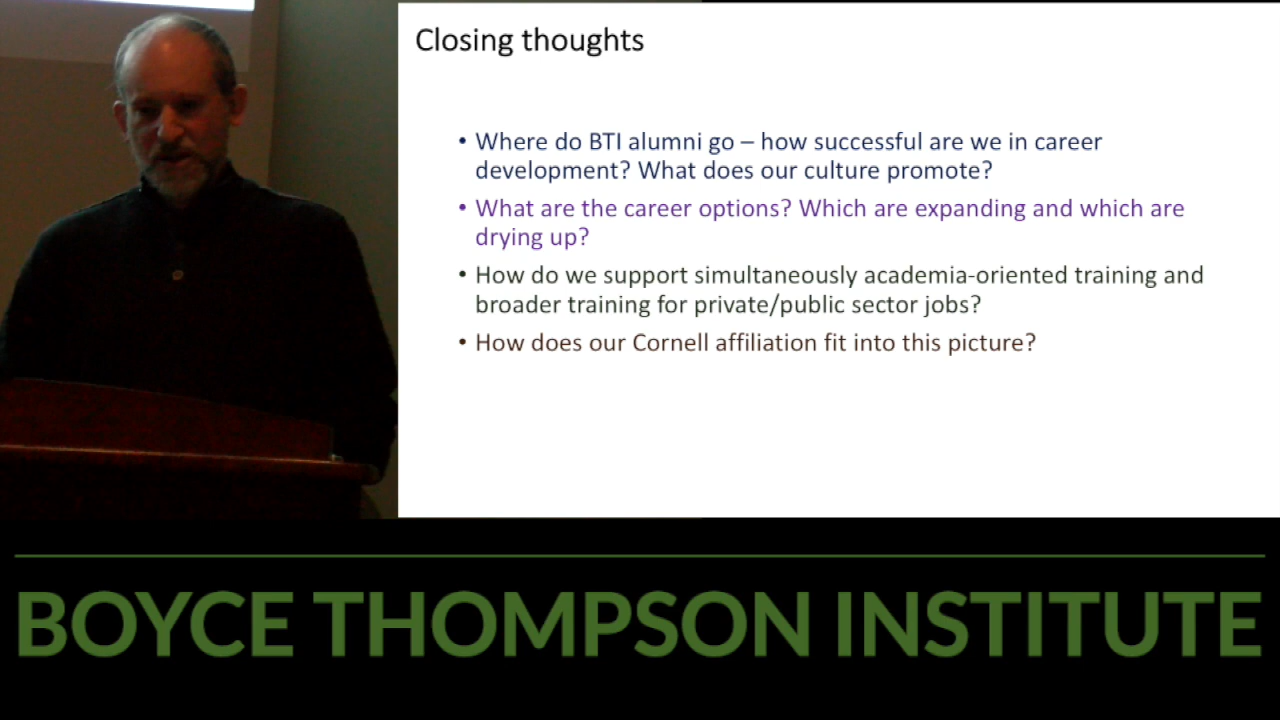 Closing thoughts
• Where do BTI alumni go – how successful are we in career
development? What does our culture promote?
• What are the career options? Which are expanding and which are
drying up?
• How do we support simultaneously academia-oriented training and
broader training for private/public sector jobs?
• How does our Cornell affiliation fit into this picture?
BOYCE THOMPSON INSTITUTE